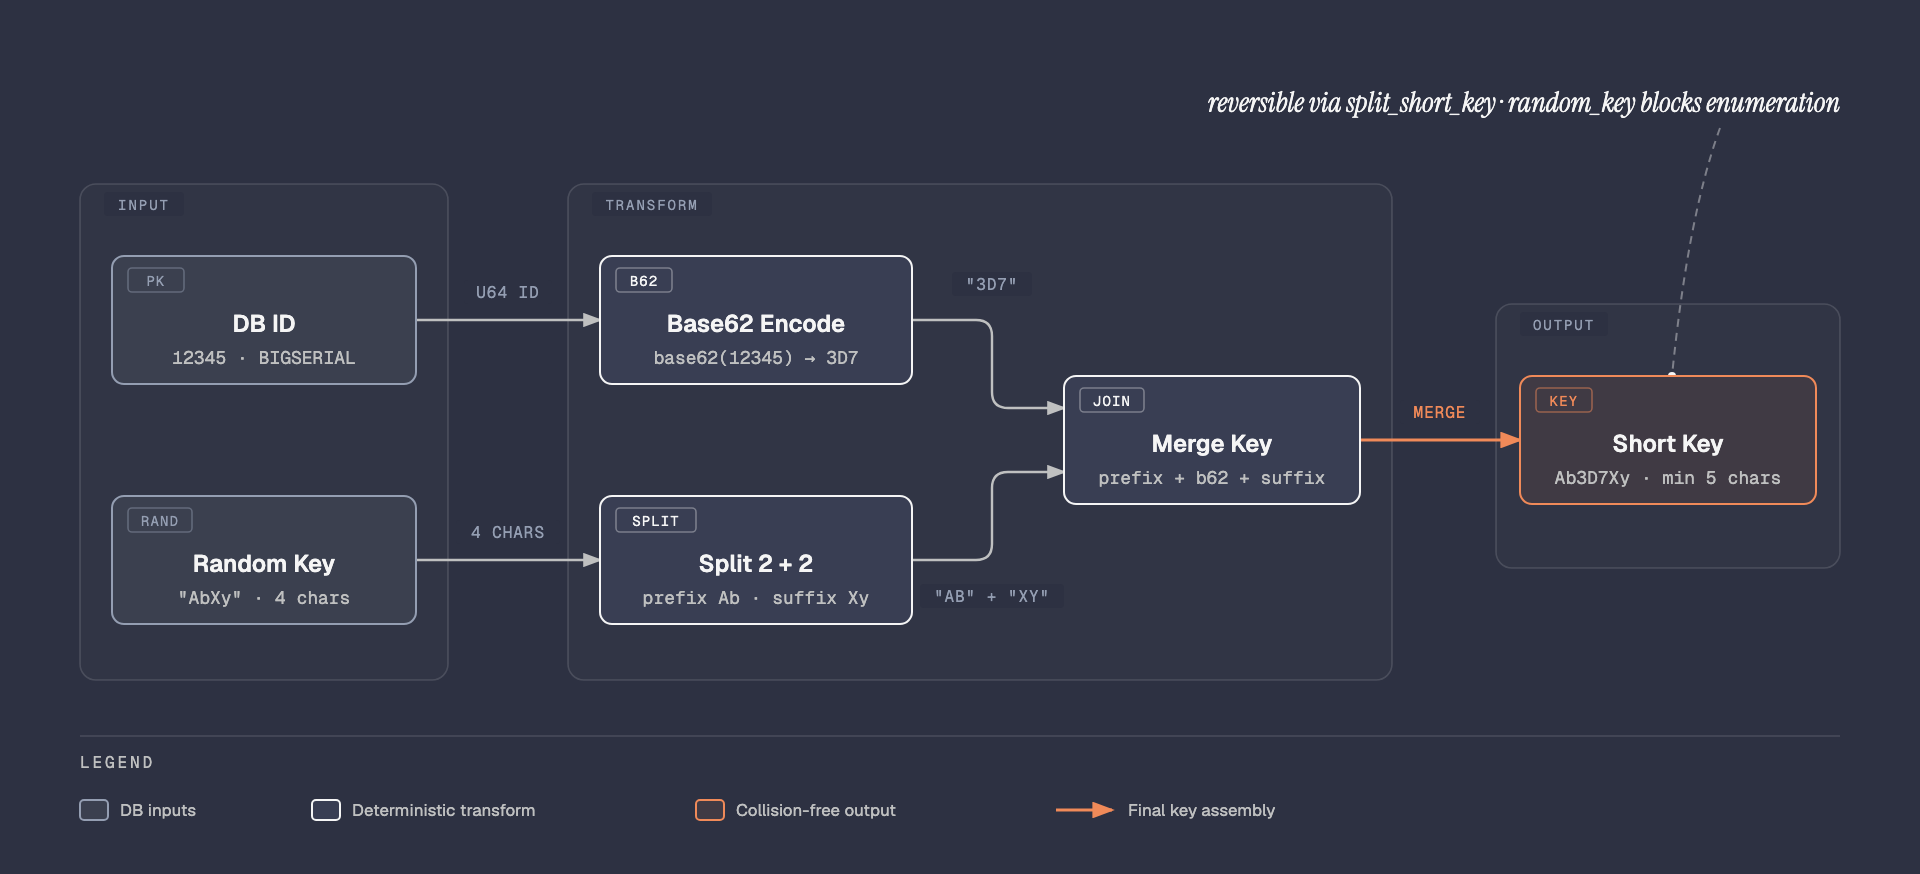 reversible via split_short_key · random_key blocks enumeration
INPUT
PK
DB ID
12345 · BIGSERIAL
RAND
Random Key
"AbXy" · 4 chars
U64 ID
4 CHARS
TRANSFORM
B62
Base62 Encode
base62(12345) → 3D7
SPLIT
Split 2 + 2
prefix Ab · suffix Xy
"3D7"
"AB" + "XY"
JOIN
Merge Key
prefix + b62 + suffix
MERGE
OUTPUT
KEY
Short Key
Ab3D7Xy · min 5 chars
LEGEND
DB inputs
Deterministic transform
Collision-free output
Final key assembly